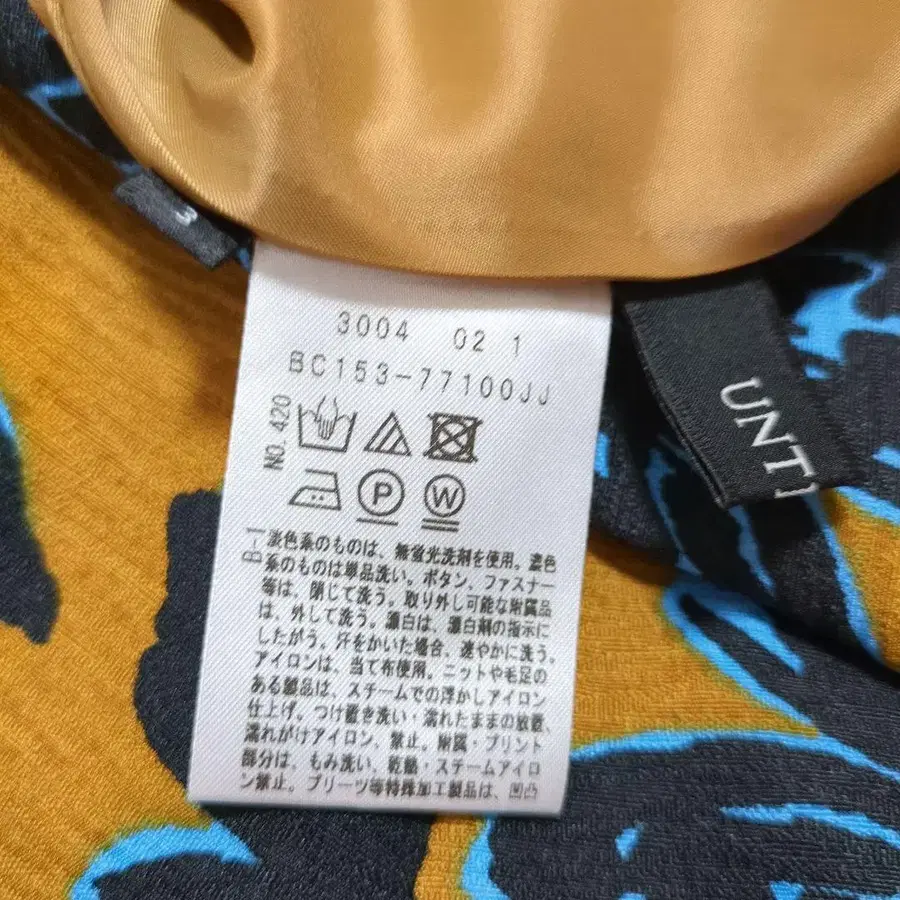 3
3004 02 1
BC153-77100JJ
NO. 420
P
W
B-1
淡色系のものは、無蛍光洗剤を使用。濃色
系のものは単品洗い。ボタン、ファスナー
等は、閉じて洗う。取り外し可能な附属品
は、外して洗う。漂白は、漂白剤の指示に
したがう。汗をかいた場合、速やかに洗う。
アイロンは、当て布使用。ニットや毛足の
ある製品は、スチームでの浮かしアイロン
仕上げ。つけ置き洗い・濡れたままの放置、
濡れがけアイロン、禁止。附属・プリント
部分は、もみ洗い、乾燥・スチームアイロ
ン禁止。プリーツ等特殊加工製品は、凹凸
UNTI